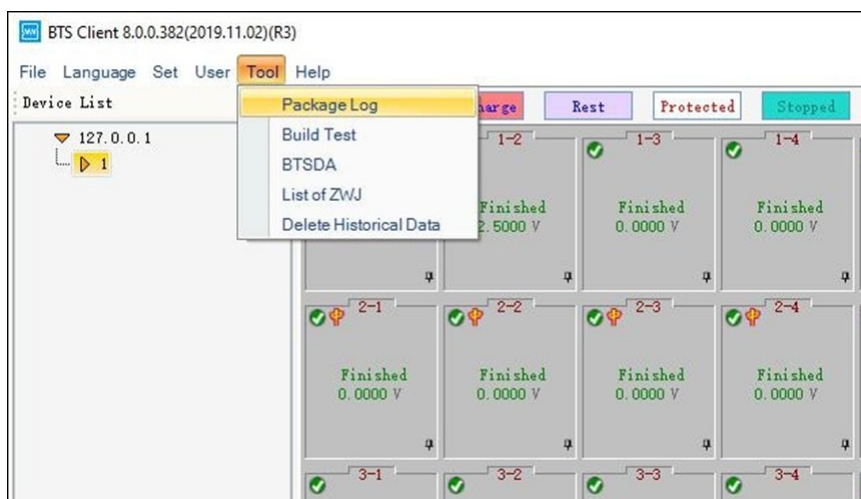 BTS Client 8.0.0.382(2019.11.02)(R3)
File Language Set User Tool Help
Device List
Rest Protected Stopped
Package Log
Build Test
BTSDA
List of ZWJ
Delete Historical Data
127.0.0.1
1
1-2 1-3 1-4
Finished Finished Finished
2.5000 V 0.0000 V 0.0000 V
2-1 2-2 2-3 2-4
Finished Finished Finished Finished
0.0000 V 0.0000 V 0.0000 V 0.0000 V
3-1 3-2 3-3 3-4